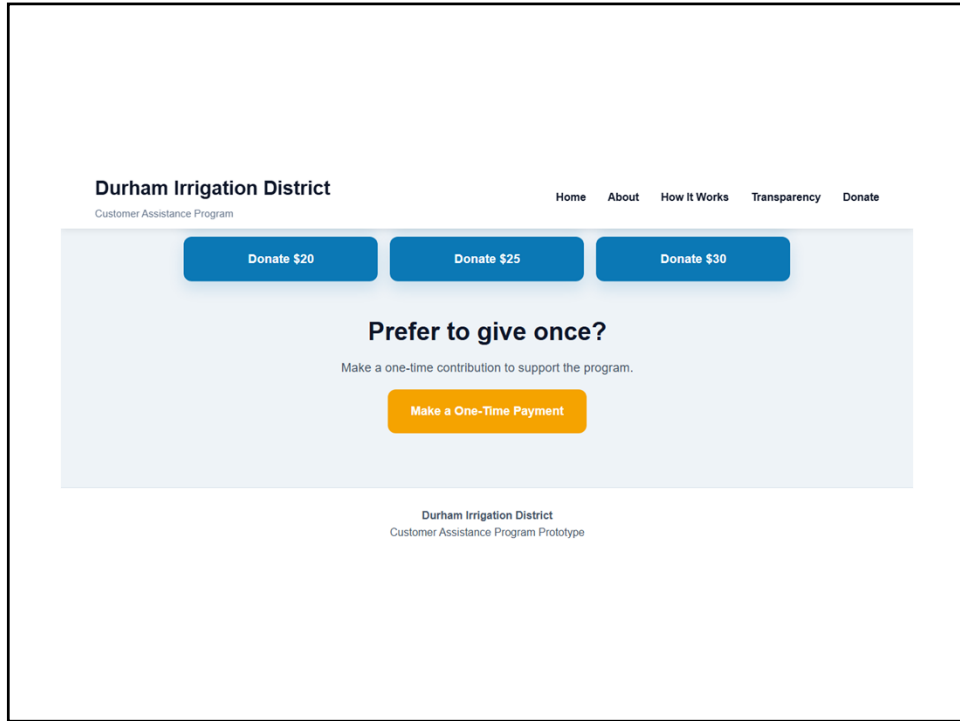 Durham Irrigation District
Customer Assistance Program
Home About How It Works Transparency Donate
Donate $20 Donate $25 Donate $30
Prefer to give once?
Make a one-time contribution to support the program.
Make a One-Time Payment
Durham Irrigation District
Customer Assistance Program Prototype